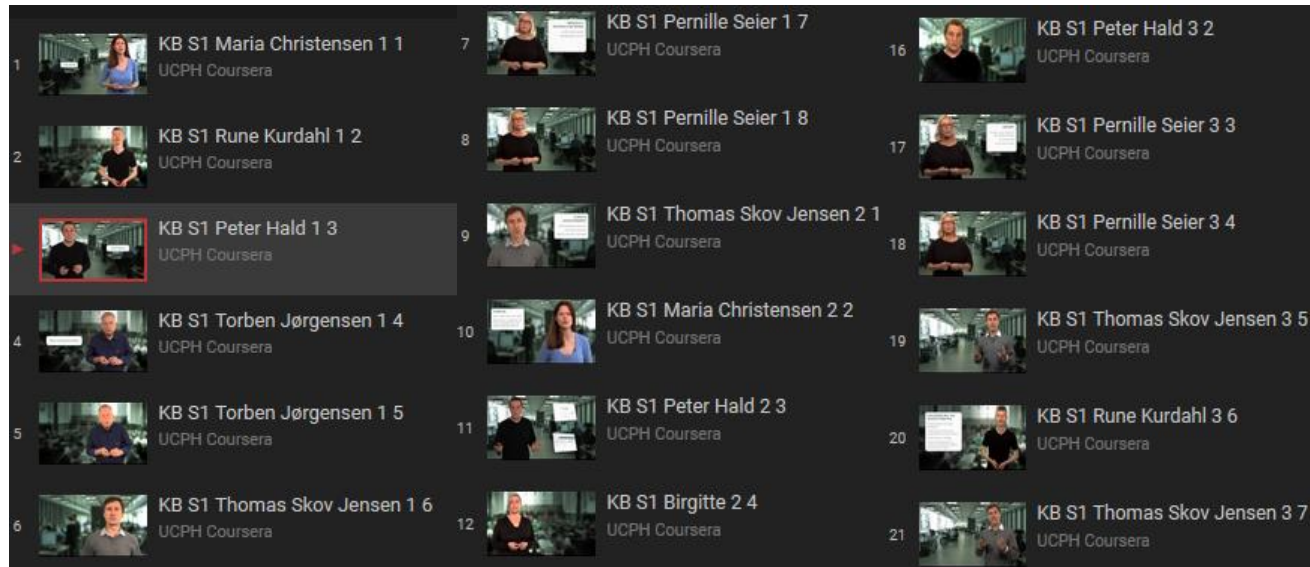 1
KB S1 Maria Christensen 1 1
UCPH Coursera
2
KB S1 Rune Kurdahl 1 2
UCPH Coursera
KB S1 Peter Hald 1 3
UCPH Coursera
4
KB S1 Torben Jørgensen 1 4
UCPH Coursera
5
KB S1 Torben Jørgensen 1 5
UCPH Coursera
6
KB S1 Thomas Skov Jensen 1 6
UCPH Coursera
7
KB S1 Pernille Seier 1 7
UCPH Coursera
8
KB S1 Pernille Seier 1 8
UCPH Coursera
9
KB S1 Thomas Skov Jensen 2 1
UCPH Coursera
10
KB S1 Maria Christensen 2 2
UCPH Coursera
11
KB S1 Peter Hald 2 3
UCPH Coursera
12
KB S1 Birgitte 2 4
UCPH Coursera
16
KB S1 Peter Hald 3 2
UCPH Coursera
17
KB S1 Pernille Seier 3 3
UCPH Coursera
18
KB S1 Pernille Seier 3 4
UCPH Coursera
19
KB S1 Thomas Skov Jensen 3 5
UCPH Coursera
20
KB S1 Rune Kurdahl 3 6
UCPH Coursera
21
KB S1 Thomas Skov Jensen 3 7
UCPH Coursera